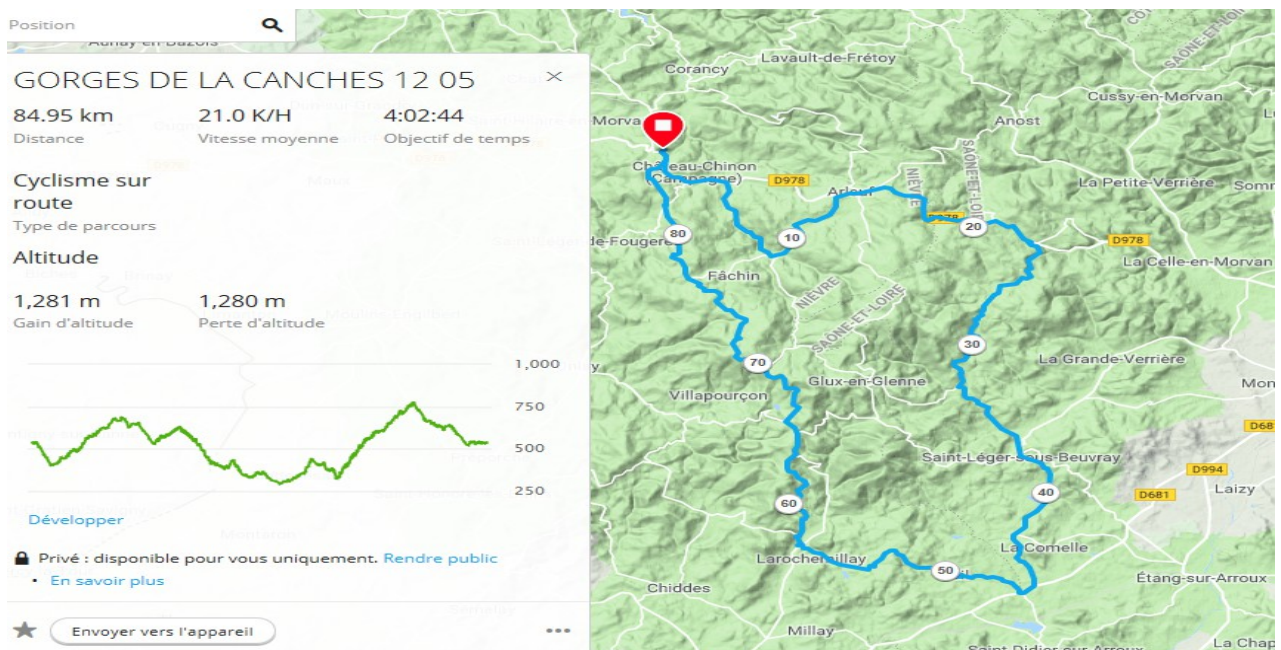 Position
GORGES DE LA CANCHES 12 05
84.95 km
21.0 K/H
4:02:44
Distance
Vitesse moyenne
Objectif de temps
Cyclisme sur
route
Type de parcours
Altitude
1,281 m
1,280 m
Gain d'altitude
Perte d'altitude
1,000
750
500
250
Développer
Privé : disponible pour vous uniquement. Rendre public
• En savoir plus
Envoyer vers l'appareil
Lavault-de-Frétoy
Corancy
Cussy-en-Morvan
Anost
Château-Chinon
(Campagne)
D978
Arleuf
NIÈVRE
SAÔNE-ET-LOIRE
La Petite-Verrière
D978
20
80
10
D978
La Celle-en-Morvan
Fâchin
NIÈVRE
SAÔNE-ET-LOIRE
30
La Grande-Verrière
70
Glux-en-Glenne
Villapourçon
Saint-Léger-sous-Beuvray
D994
40
D681
Laizy
60
La Comelle
Larochemillay
50
Étang-sur-Arroux
Chiddes
Millay
Saint-Didier-sur-Arroux